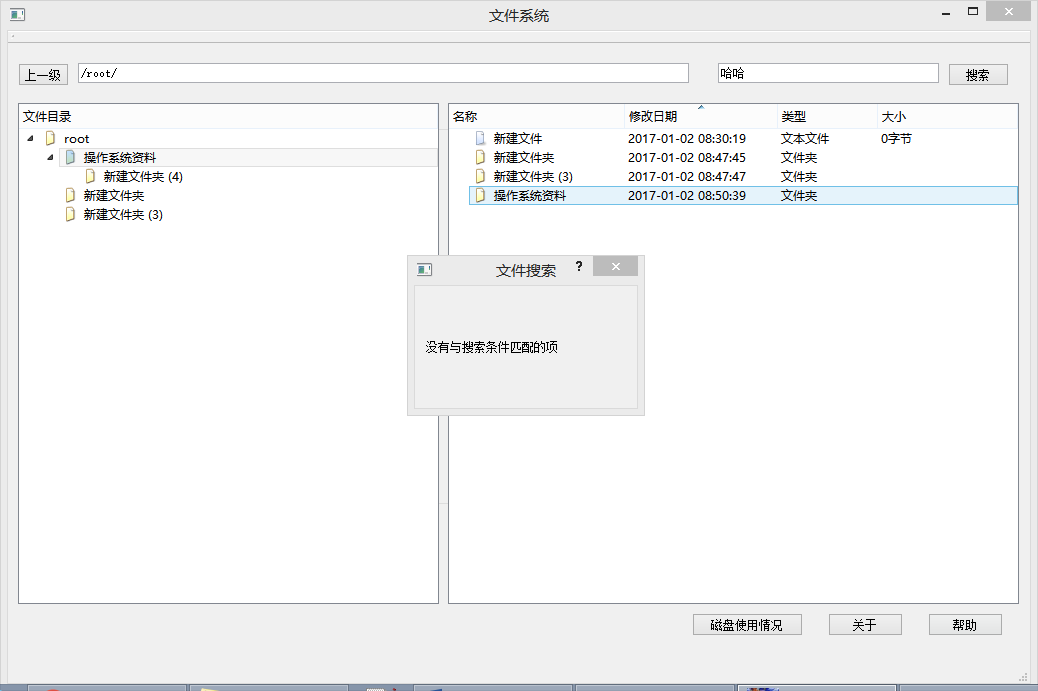 文件系统
上一级 /root/ 哈哈 搜索
文件目录
root
操作系统资料
新建文件夹 (4)
新建文件夹
新建文件夹 (3)
名称 修改日期 类型 大小
新建文件 2017-01-02 08:30:19 文本文件 0字节
新建文件夹 2017-01-02 08:47:45 文件夹
新建文件夹 (3) 2017-01-02 08:47:47 文件夹
操作系统资料 2017-01-02 08:50:39 文件夹
文件搜索 ?
没有与搜索条件匹配的项
磁盘使用情况 关于 帮助